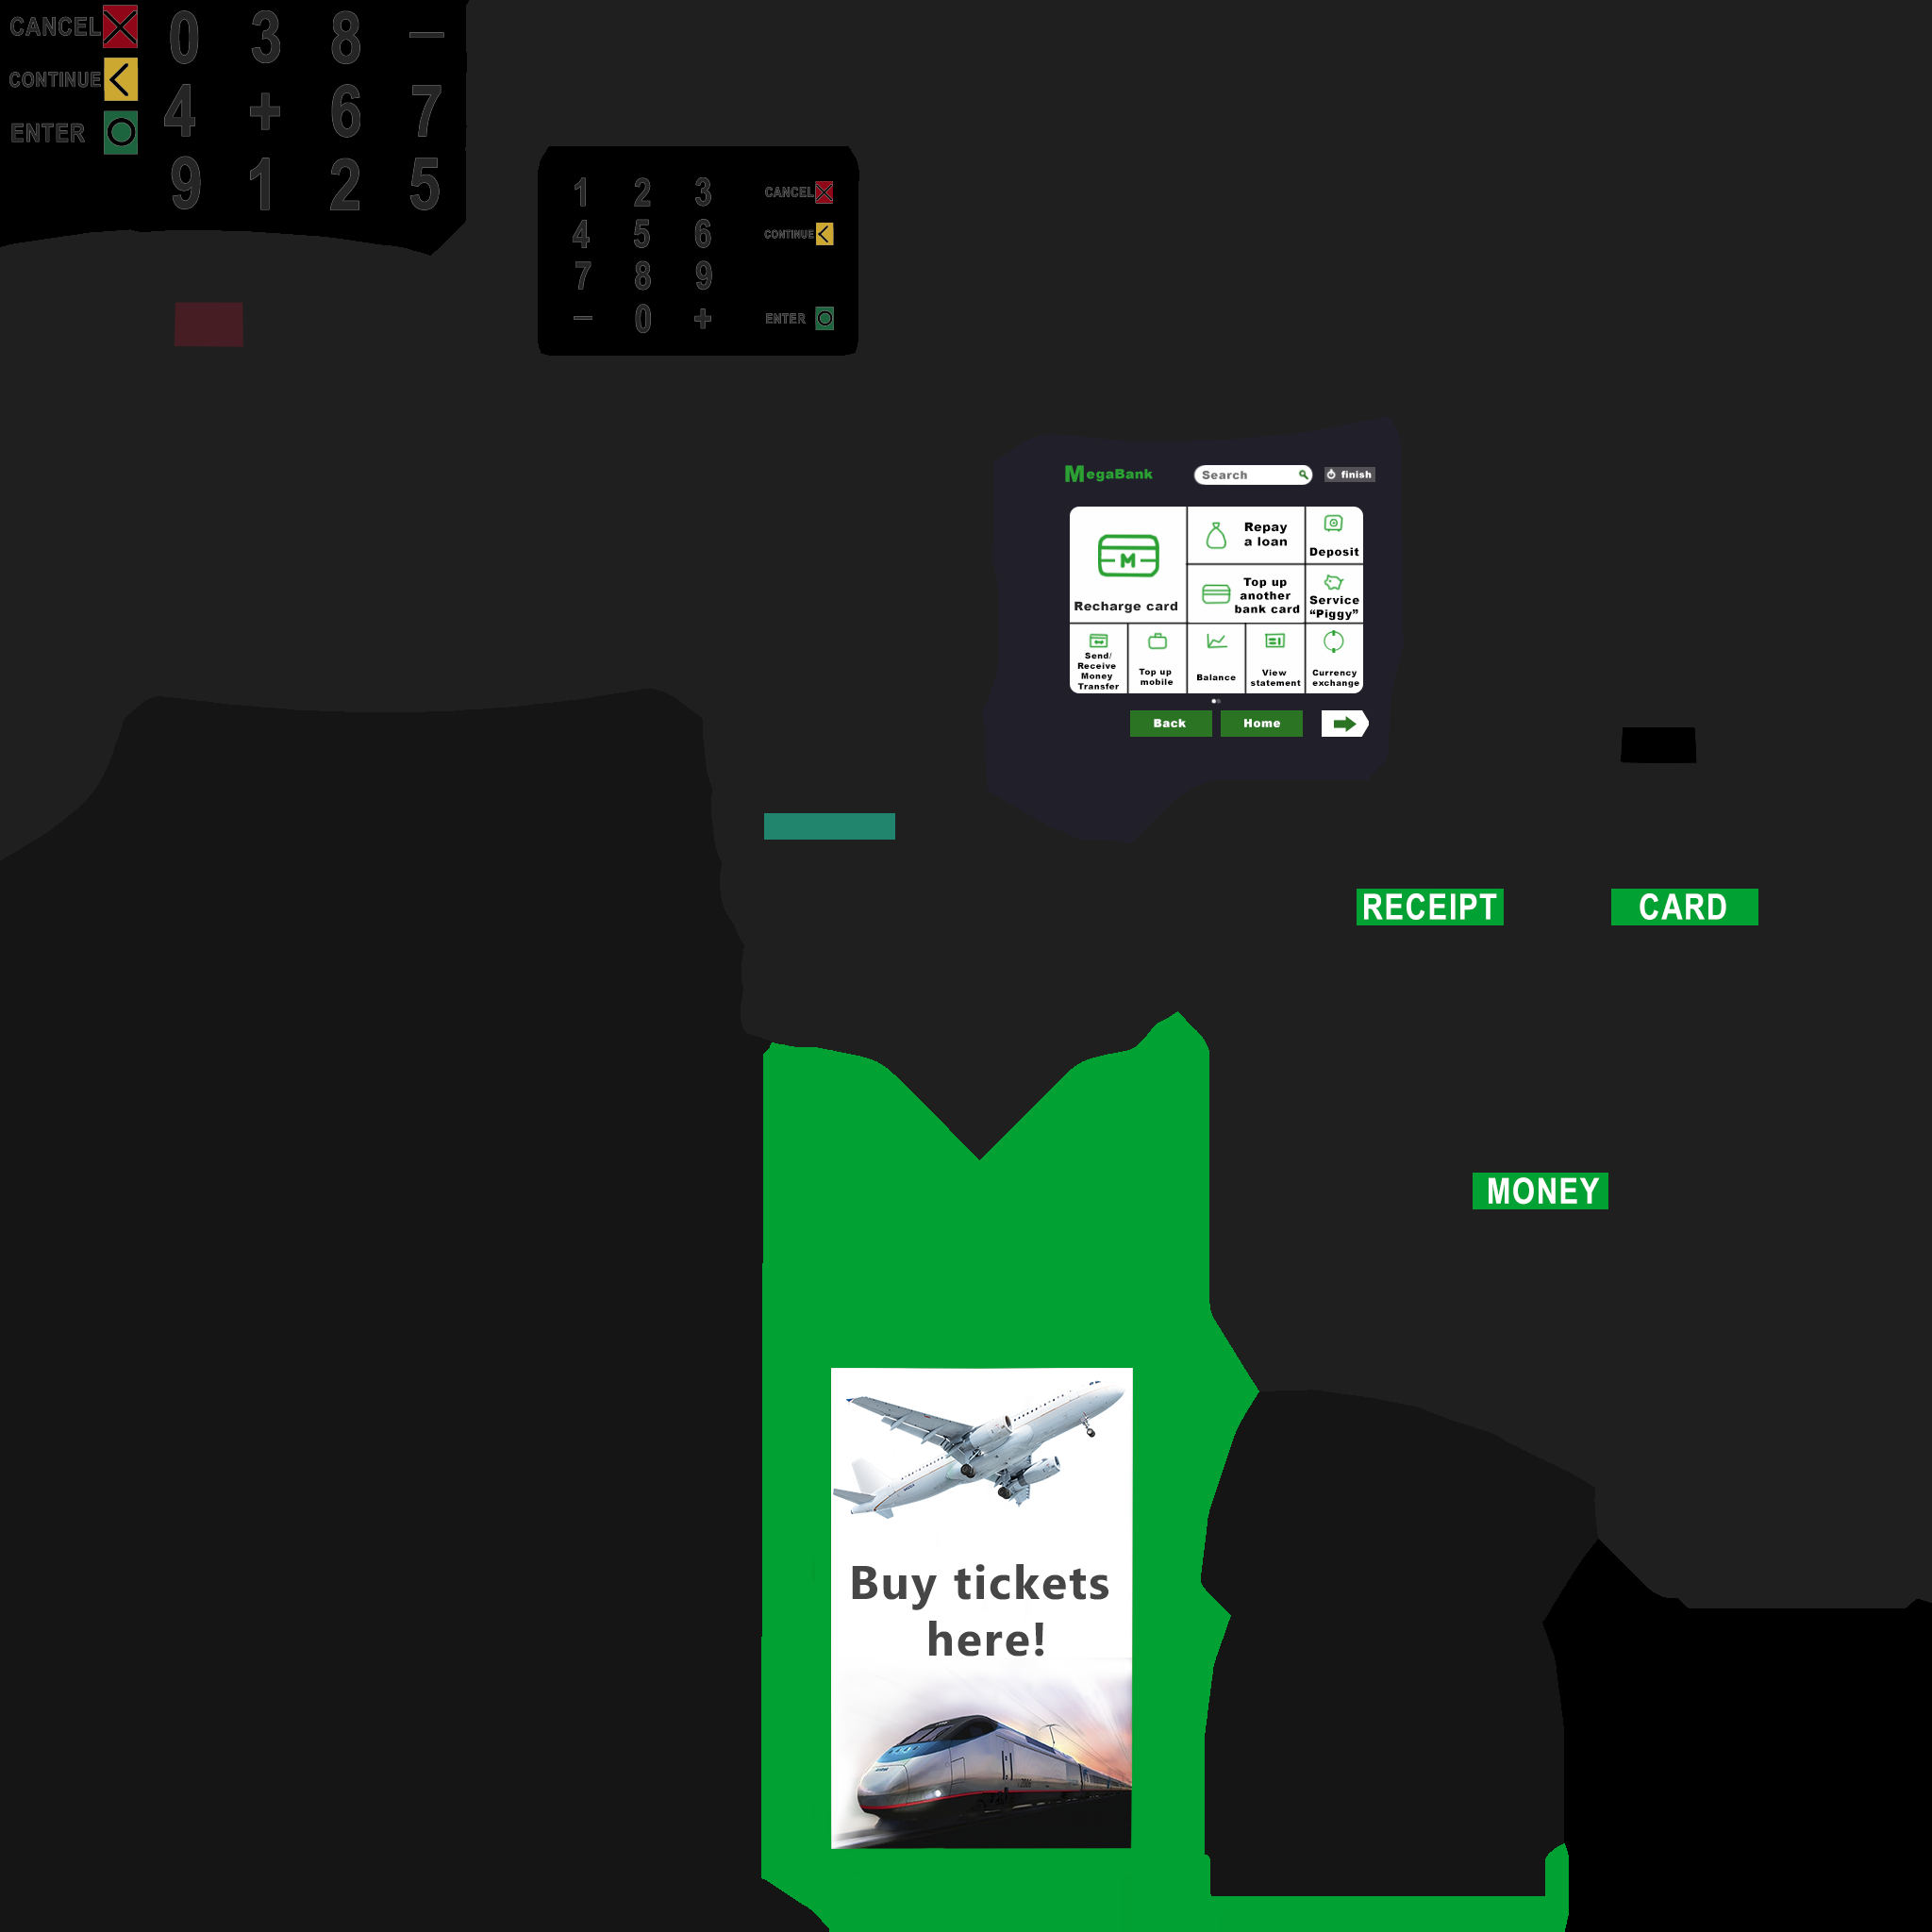 CANCEL 0 3 8 –
CONTINUE 4 + 6 7
ENTER
9 1 2 5
1 2 3 CANCEL
4 5 6 CONTINUE
7 8 9
– 0 + ENTER
MegaBank Search finish
Repay
a loan
Deposit
Recharge card
Top up
another
bank card
Service
“Piggy”
Send/
Receive
Money
Transfer
Top up
mobile
Balance
View
statement
Currency
exchange
Back Home
RECEIPT CARD
MONEY
Buy tickets
here!